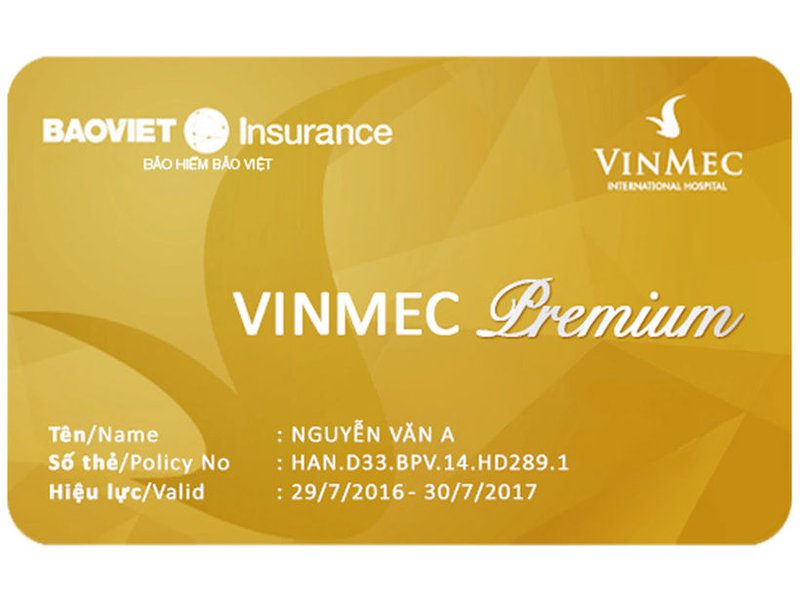 BAOVIET Insurance
BẢO HIỂM BẢO VIỆT
VINMEC
INTERNATIONAL HOSPITAL
VINMEC Premium
Tên/Name : NGUYỄN VĂN A
Số thẻ/Policy No : HAN.D33.BPV.14.HD289.1
Hiệu lực/Valid : 29/7/2016 - 30/7/2017